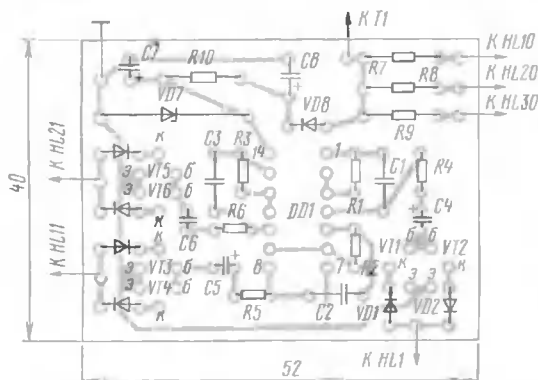 К Т1
С7
R10
С8
R7
R8
К HL10
К HL20
К HL30
VD7
VD8
R9
К HL21
40
к
С3
R3
14
1
С1
R4
э VT5 б
э VT6 б
к
С6
R6
DD1
R1
С4
К HL11
к
VT1 б
б VT2
э VT3 б
э VT4 б
к
С5
8
7
R2
к
э
э
к
R5
С2
VD1
VD2
К HL1
52